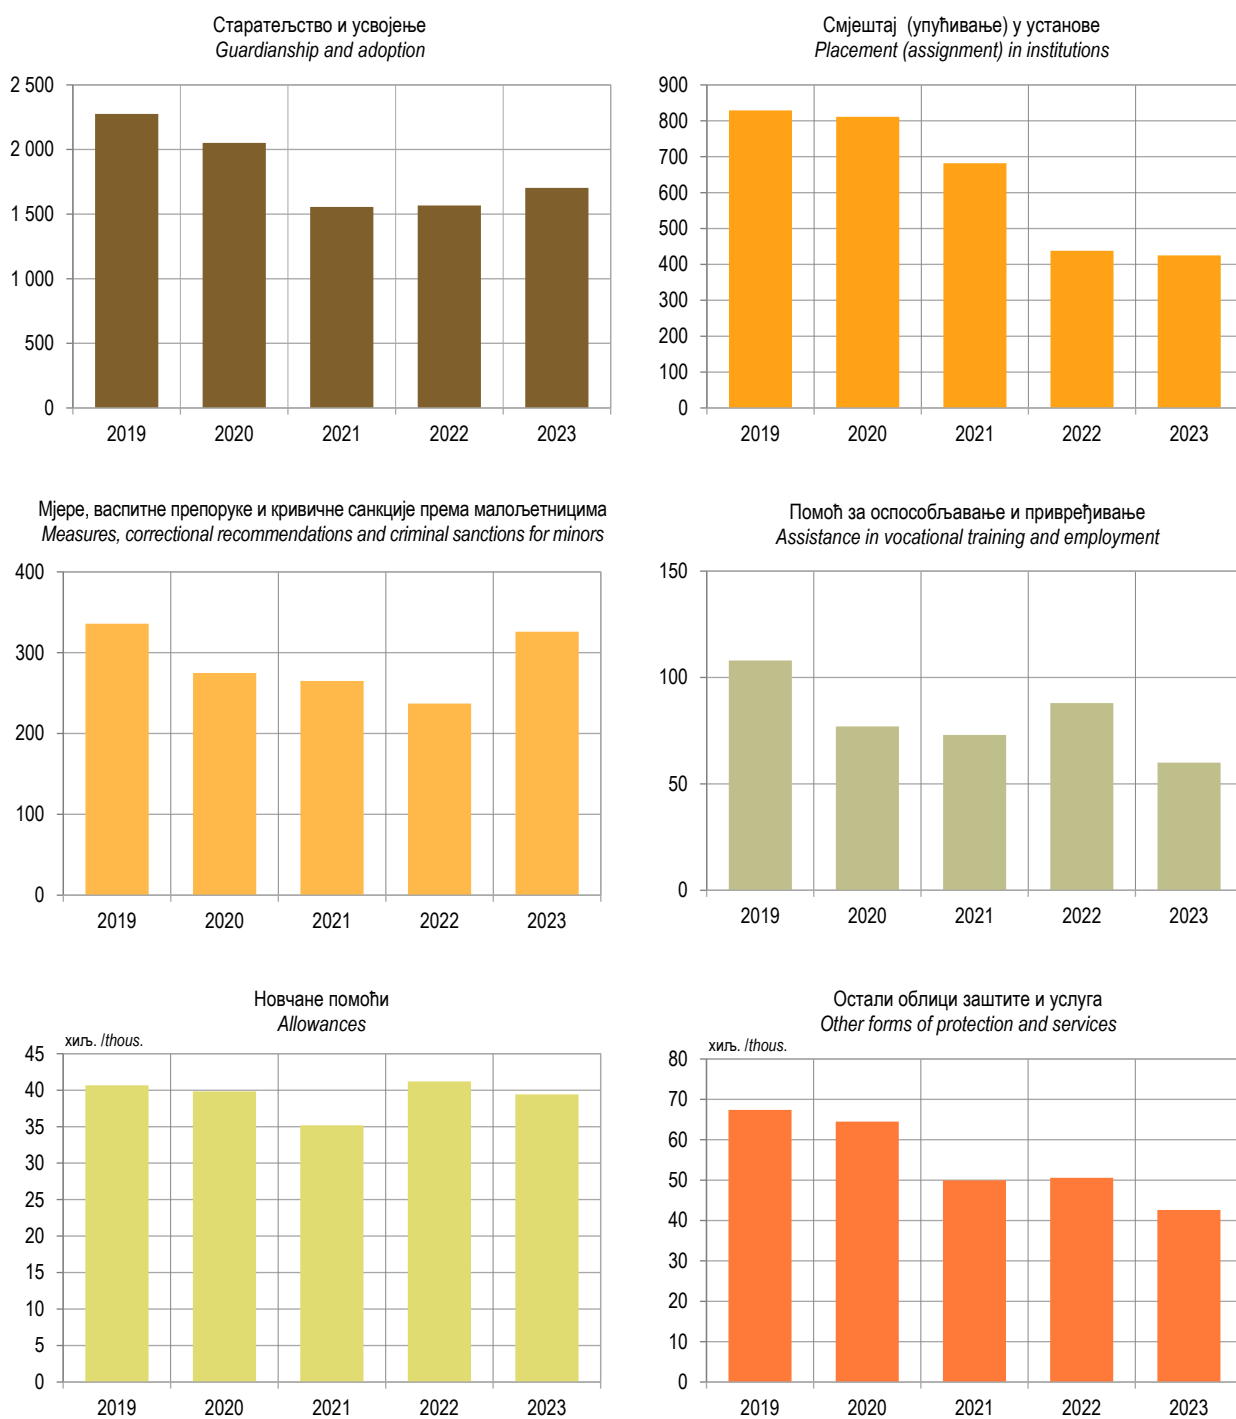 Старатељство и усвојење
Guardianship and adoption
2 500
2 000
1 500
1 000
500
0
2019 2020 2021 2022 2023
Смјештај (упућивање) у установе
Placement (assignment) in institutions
900
800
700
600
500
400
300
200
100
0
2019 2020 2021 2022 2023
Мјере, васпитне препоруке и кривичне санкције према малољетницима
Measures, correctional recommendations and criminal sanctions for minors
400
300
200
100
0
2019 2020 2021 2022 2023
Помоћ за оспособљавање и привређивање
Assistance in vocational training and employment
150
100
50
0
2019 2020 2021 2022 2023
Новчане помоћи
Allowances
хиљ. /thous.
45
40
35
30
25
20
15
10
5
0
2019 2020 2021 2022 2023
Остали облици заштите и услуга
Other forms of protection and services
хиљ. /thous.
80
70
60
50
40
30
20
10
0
2019 2020 2021 2022 2023